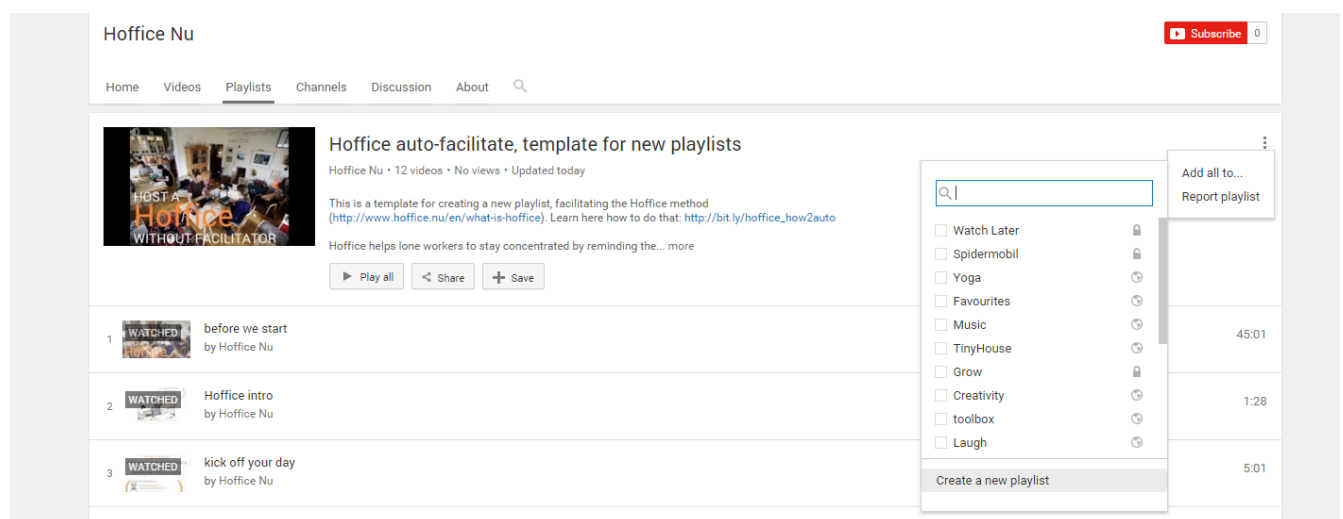 Hoffice Nu
Subscribe 0
Home Videos Playlists Channels Discussion About
HOST A
Hoffice
WITHOUT FACILITATOR
Hoffice auto-facilitate, template for new playlists
Hoffice Nu • 12 videos • No views • Updated today
This is a template for creating a new playlist, facilitating the Hoffice method
(http://www.hoffice.nu/en/what-is-hoffice). Learn here how to do that: http://bit.ly/hoffice_how2auto
Hoffice helps lone workers to stay concentrated by reminding the... more
Play all Share Save
Add all to...
Report playlist
Watch Later
Spidermobil
Yoga
Favourites
Music
TinyHouse
Grow
Creativity
toolbox
Laugh
Create a new playlist
1 WATCHED before we start 45:01
by Hoffice Nu
2 WATCHED Hoffice intro 1:28
by Hoffice Nu
3 WATCHED kick off your day 5:01
by Hoffice Nu